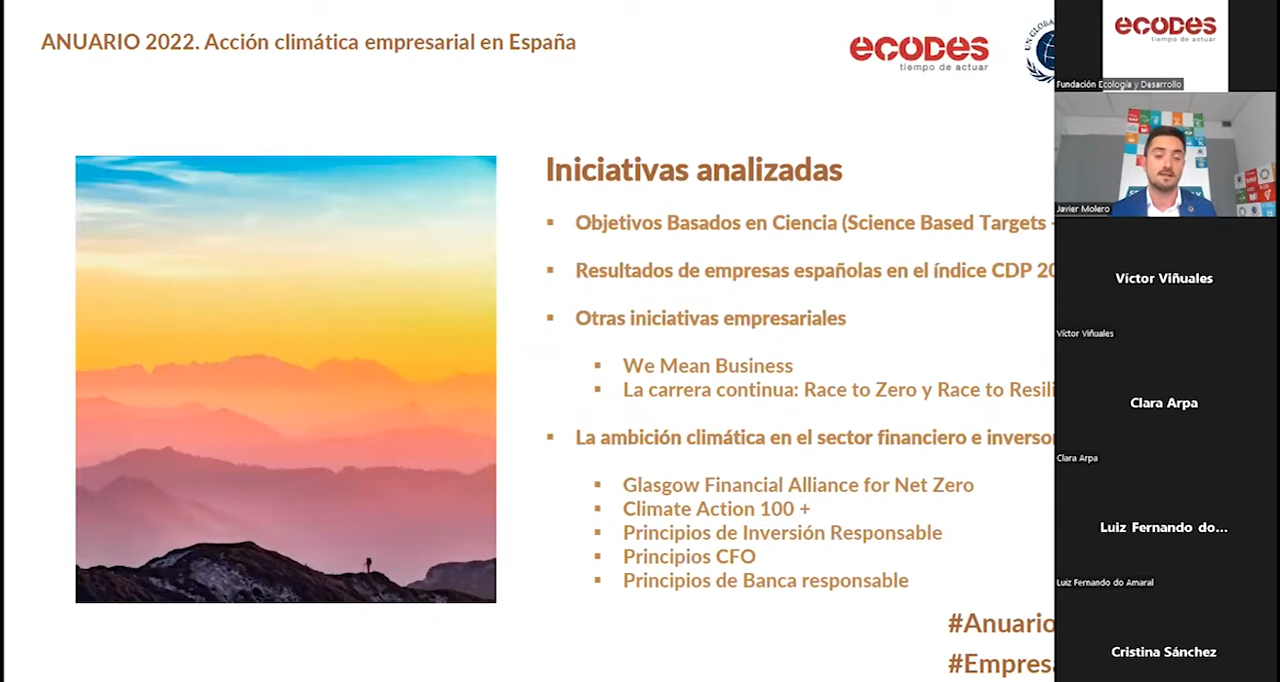 ANUARIO 2022. Acción climática empresarial en España
ecodes
tiempo de actuar
UN GLOBA
Iniciativas analizadas
Objetivos Basados en Ciencia (Science Based Targets
Resultados de empresas españolas en el índice CDP 20
Otras iniciativas empresariales
We Mean Business
La carrera continua: Race to Zero y Race to Resili
La ambición climática en el sector financiero e inversor
Glasgow Financial Alliance for Net Zero
Climate Action 100 +
Principios de Inversión Responsable
Principios CFO
Principios de Banca responsable
#Anuario
#Empresa
ecodes
tiempo de actuar
Fundación Ecología y Desarrollo
Javier Molero
Víctor Viñuales
Víctor Viñuales
Clara Arpa
Clara Arpa
Luiz Fernando do...
Luiz Fernando do Amaral
Cristina Sánchez